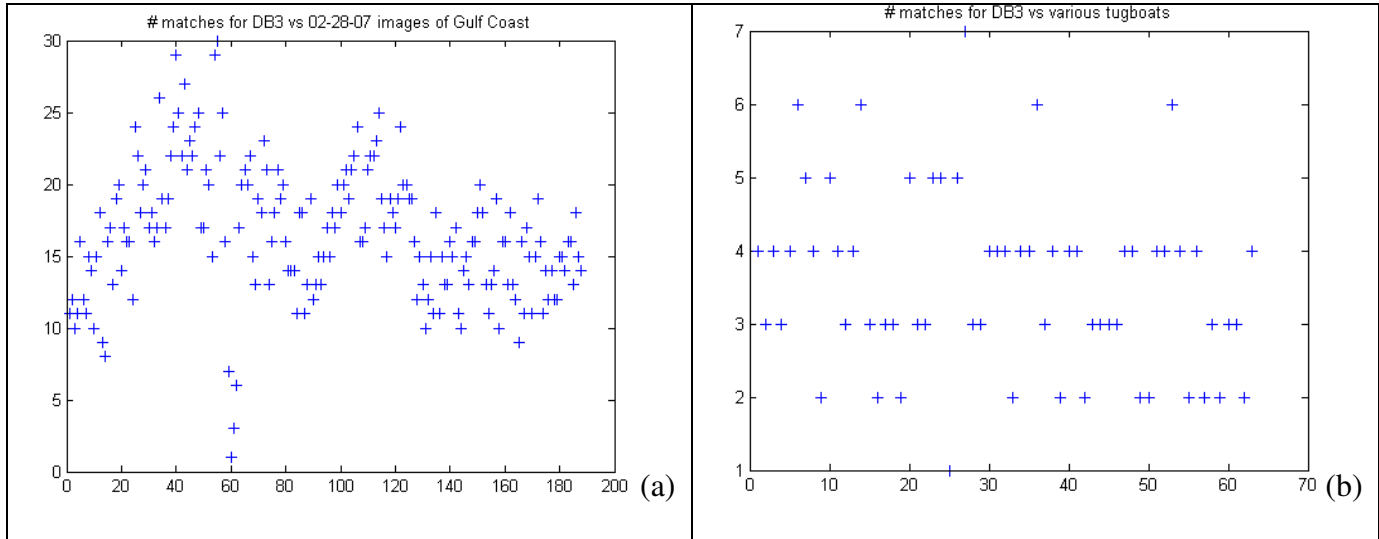 # matches for DB3 vs 02-28-07 images of Gulf Coast
30
25
20
15
10
5
0
0 20 40 60 80 100 120 140 160 180 200
(a)
# matches for DB3 vs various tugboats
7
6
5
4
3
2
1
0 10 20 30 40 50 60 70
(b)